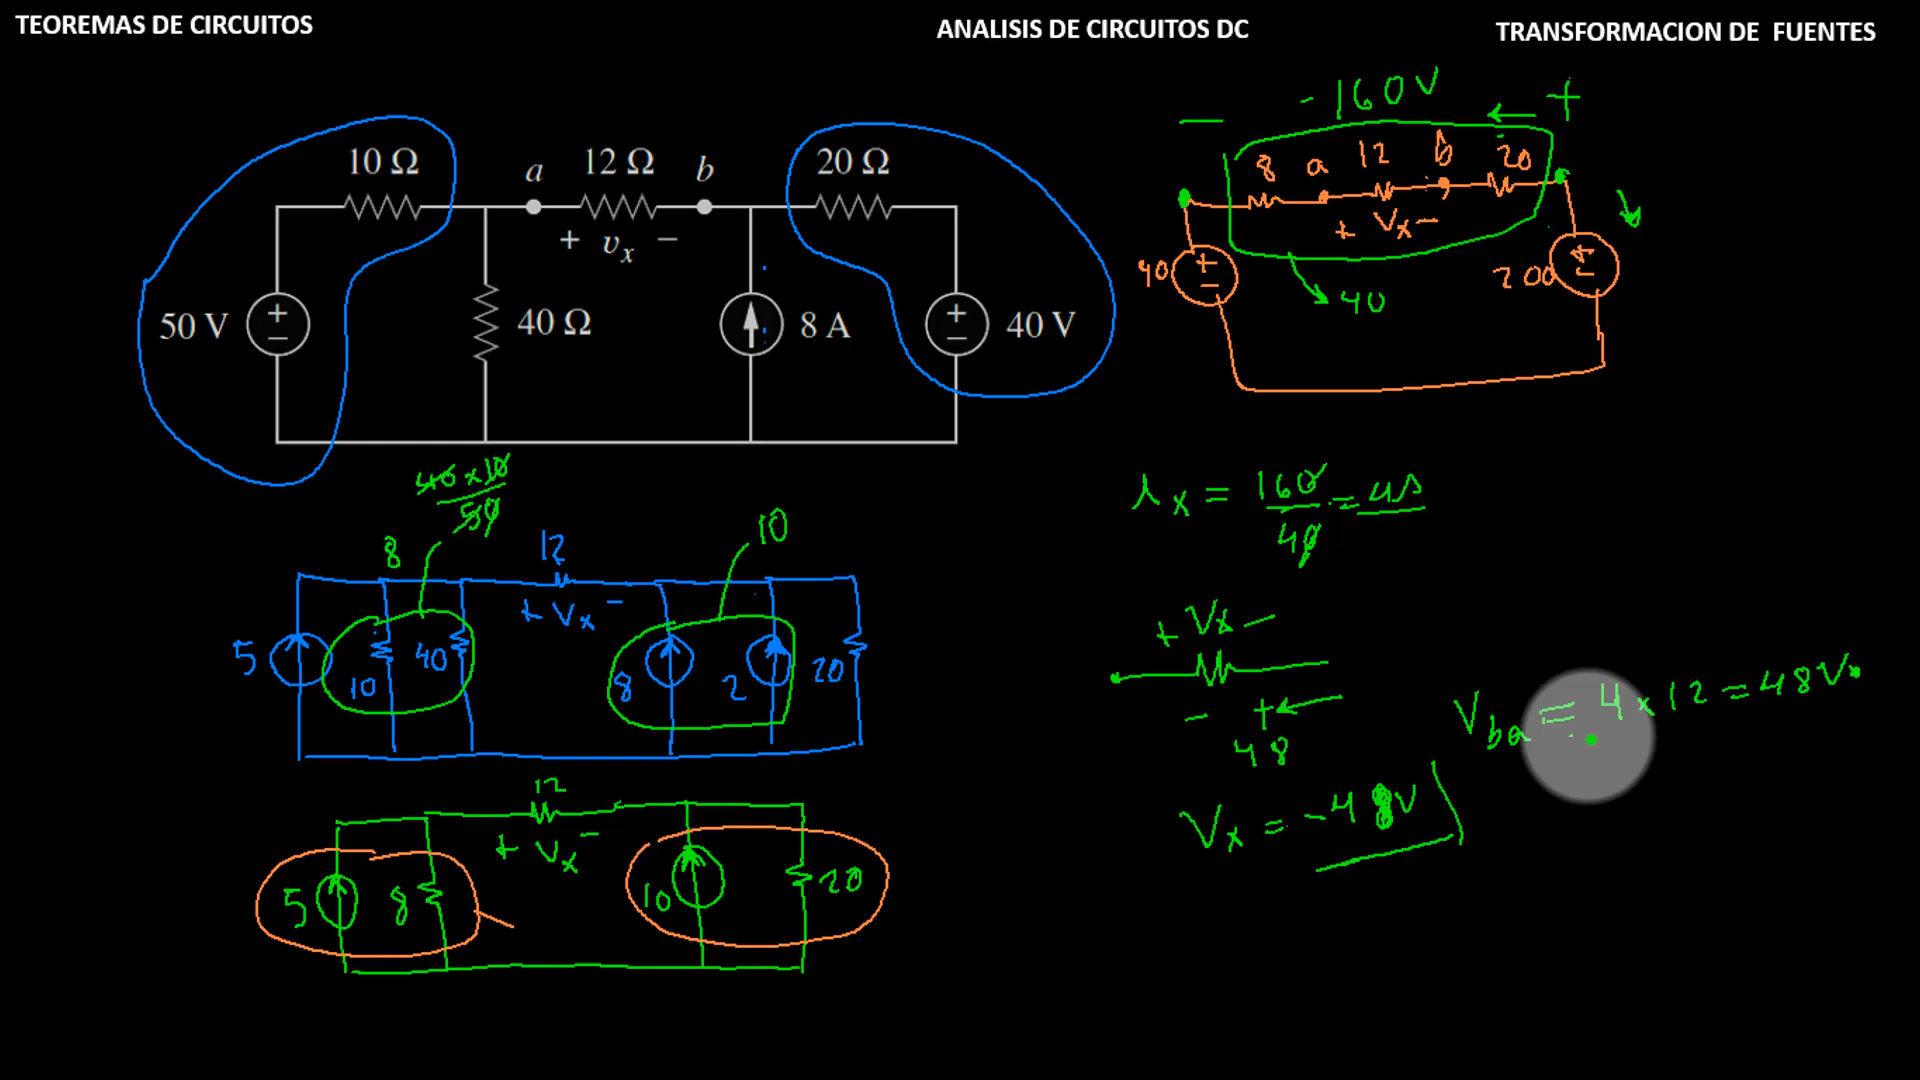 TEOREMAS DE CIRCUITOS
ANALISIS DE CIRCUITOS DC
TRANSFORMACION DE FUENTES
10 Ω
a
12 Ω
b
20 Ω
+ vx −
50 V
+
−
40 Ω
8 A
+
−
40 V
- 160V
−
+
8 a 12 b 20
+ Vx -
40
+
−
200
40
40 x 10
50
8
12
10
+ Vx -
5
10
40
8
2
20
12
+ Vx -
5
8
10
20
ix = 160 = 4A
40
+ Vx -
- +
48
Vba = 4 x 12 = 48V
Vx = -48V